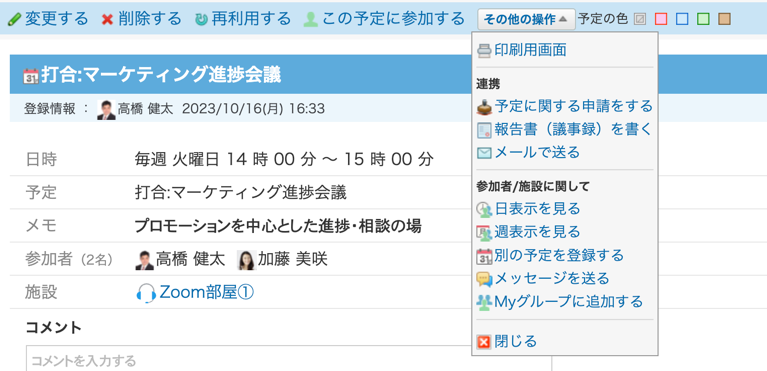 変更する 削除する 再利用する この予定に参加する その他の操作▲ 予定の色
印刷用画面
連携
予定に関する申請をする
報告書（議事録）を書く
メールで送る
参加者/施設に関して
日表示を見る
週表示を見る
別の予定を登録する
メッセージを送る
Myグループに追加する
閉じる
31 打合:マーケティング進捗会議
登録情報 ： 高橋 健太 2023/10/16(月) 16:33
日時 毎週 火曜日 14 時 00 分 ～ 15 時 00 分
予定 打合:マーケティング進捗会議
メモ プロモーションを中心とした進捗・相談の場
参加者 (2名) 高橋 健太 加藤 美咲
施設 Zoom部屋①
コメント
コメントを入力する